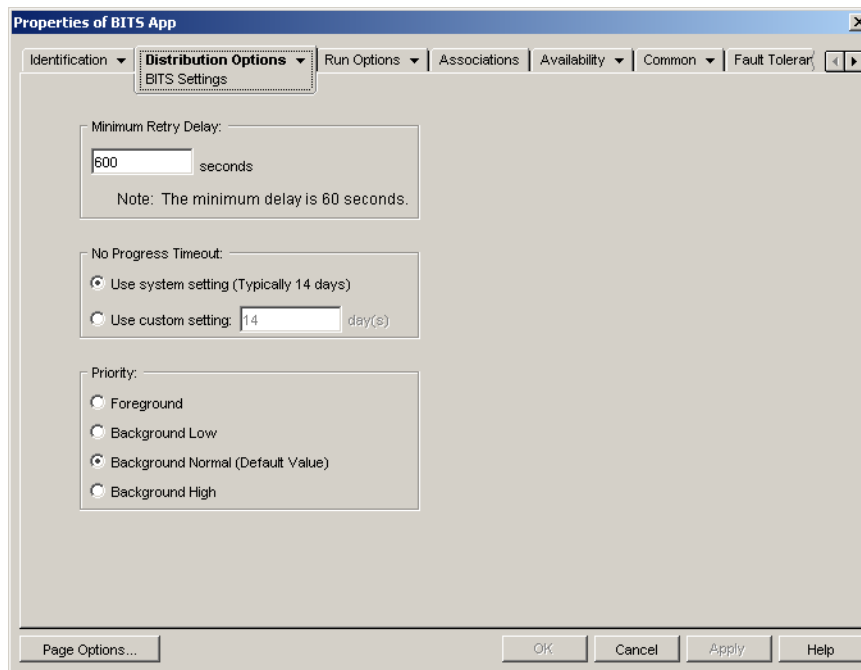 Properties of BITS App
Identification Distribution Options Run Options Associations Availability Common Fault Toleran
BITS Settings
Minimum Retry Delay:
600 seconds
Note: The minimum delay is 60 seconds.
No Progress Timeout:
Use system setting (Typically 14 days)
Use custom setting: 14 day(s)
Priority:
Foreground
Background Low
Background Normal (Default Value)
Background High
Page Options... OK Cancel Apply Help